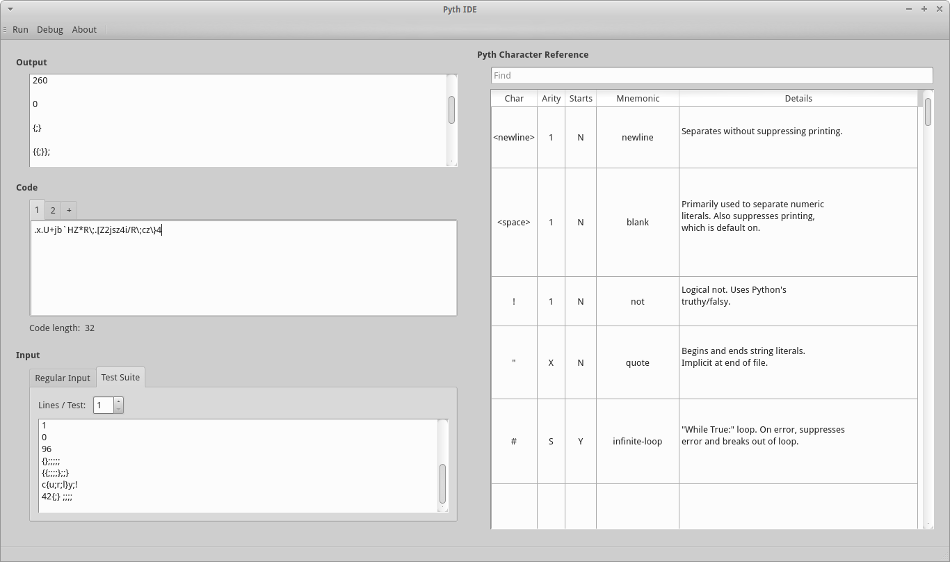 Pyth IDE
Run Debug About
Output
260
0
{;}
{{;}};
Code
1 2 +
.x.U+jb`HZ*R\;.[Z2jsz4i/R\;cz\}4
Code length: 32
Input
Regular Input Test Suite
Lines / Test: 1
1
0
96
{};;;;;
{{;;;;};;}
c{u;r;l}y;!
42{;} ;;;;
Pyth Character Reference
Find
Char Arity Starts Mnemonic Details
<newline> 1 N newline Separates without suppressing printing.
<space> 1 N blank Primarily used to separate numeric
literals. Also suppresses printing,
which is default on.
! 1 N not Logical not. Uses Python's
truthy/falsy.
" X N quote Begins and ends string literals.
Implicit at end of file.
# S Y infinite-loop "While True:" loop. On error, suppresses
error and breaks out of loop.